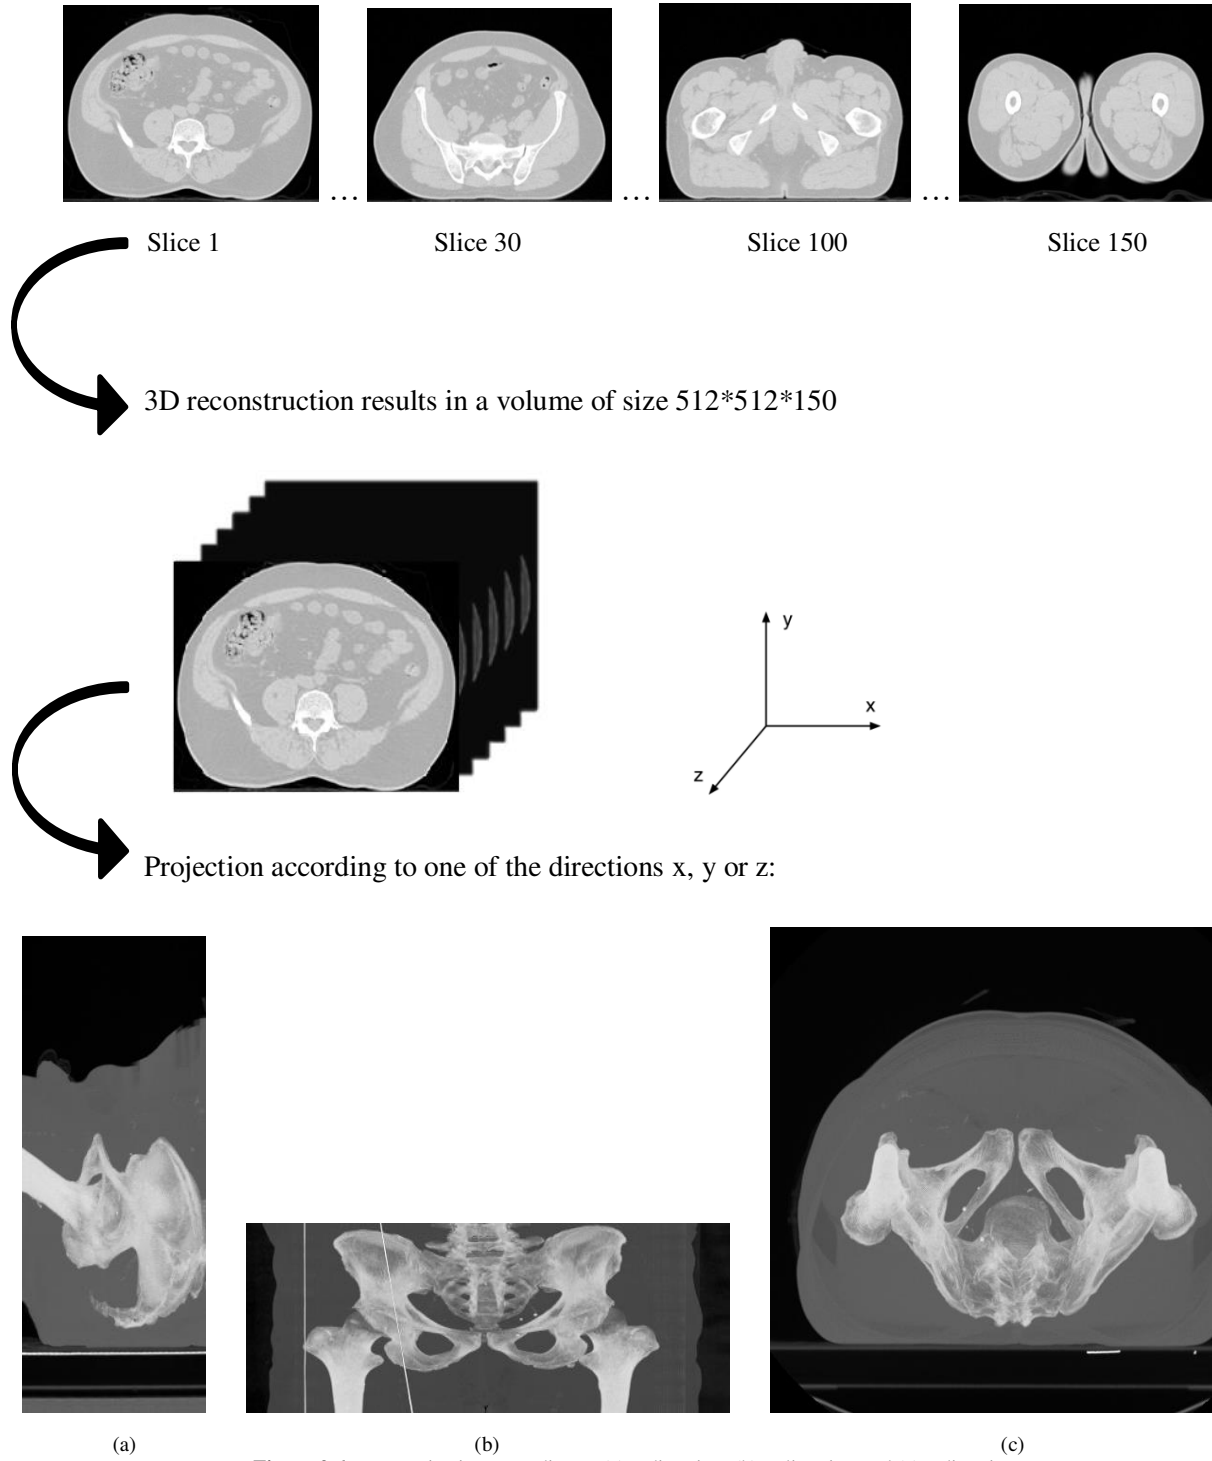 ... ... ...
Slice 1 Slice 30 Slice 100 Slice 150
3D reconstruction results in a volume of size 512*512*150
y
x
z
Projection according to one of the directions x, y or z:
(a) (b) (c)